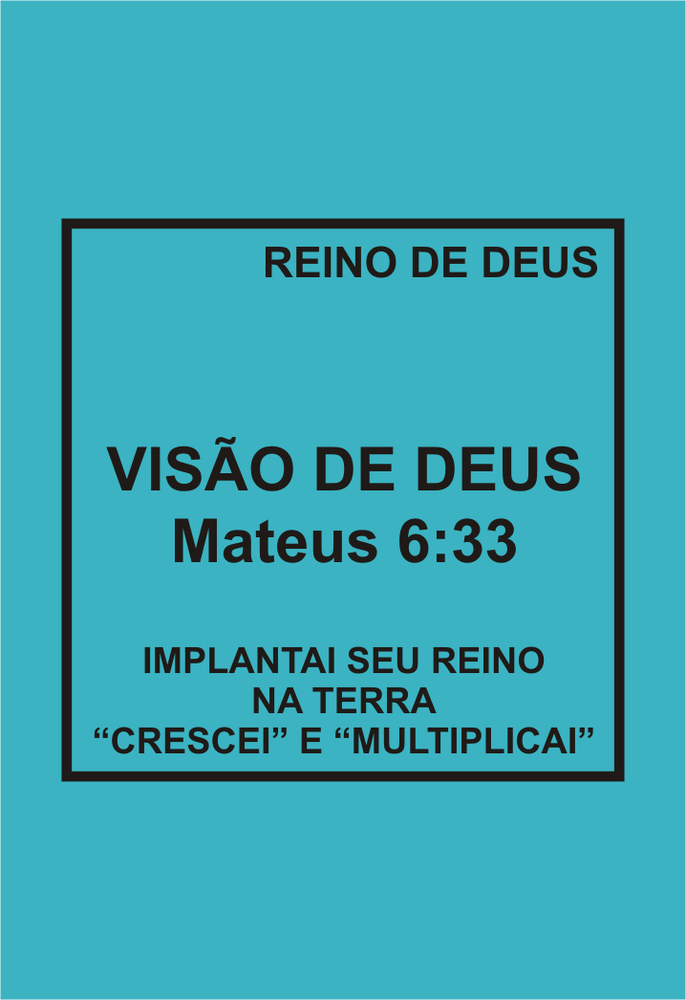 REINO DE DEUS
VISÃO DE DEUS
Mateus 6:33
IMPLANTAI SEU REINO
NA TERRA
“CRESCEI” E “MULTIPLICAI”